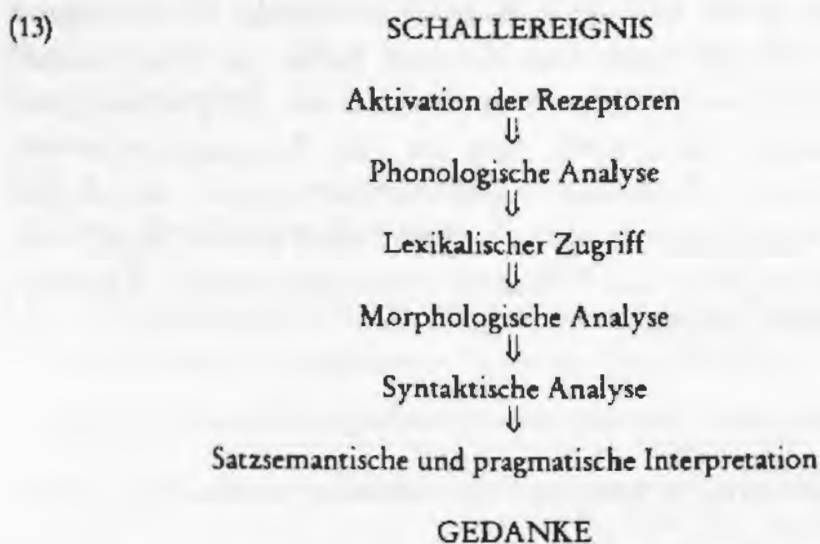 (13) SCHALLEREIGNIS
Aktivation der Rezeptoren
⇓
Phonologische Analyse
⇓
Lexikalischer Zugriff
⇓
Morphologische Analyse
⇓
Syntaktische Analyse
⇓
Satzsemantische und pragmatische Interpretation
GEDANKE